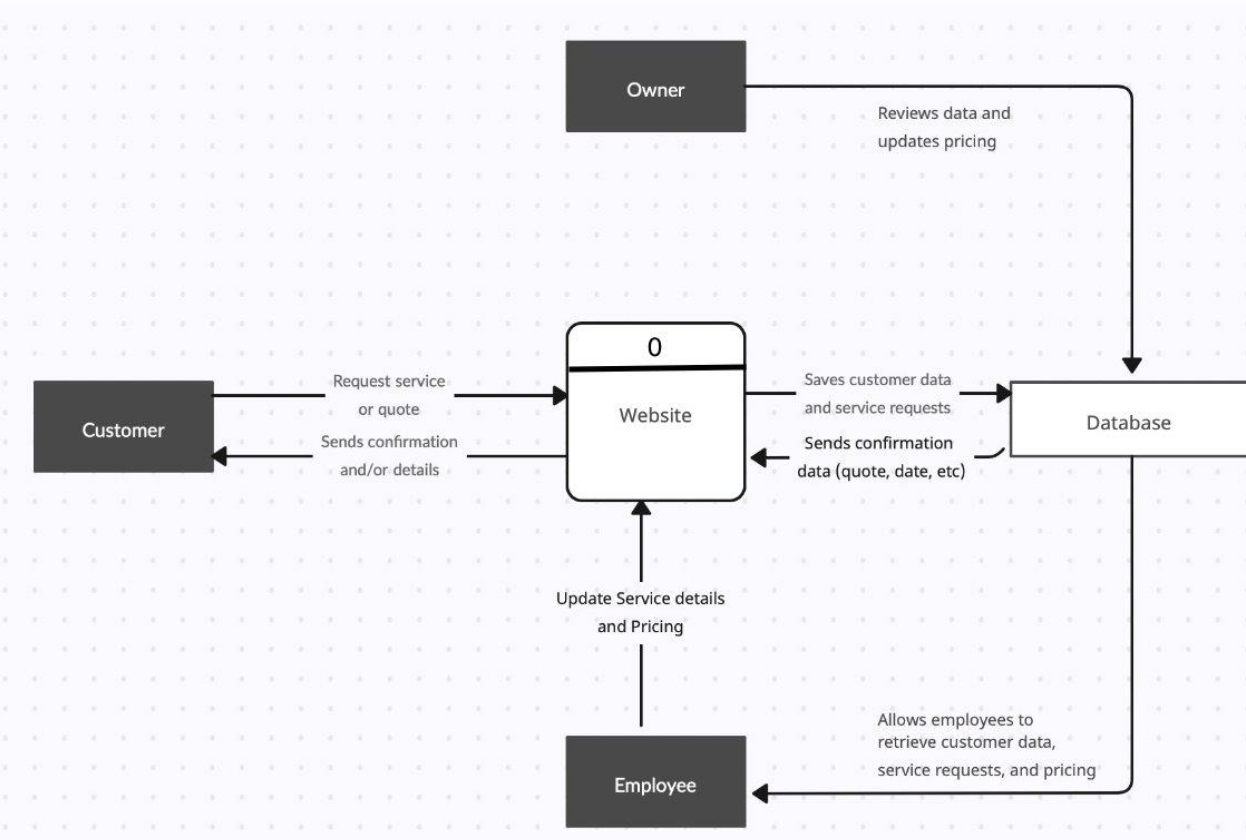 Owner
Reviews data and
updates pricing
0
Website
Customer
Request service
or quote
Sends confirmation
and/or details
Saves customer data
and service requests
Sends confirmation
data (quote, date, etc)
Database
Update Service details
and Pricing
Employee
Allows employees to
retrieve customer data,
service requests, and pricing